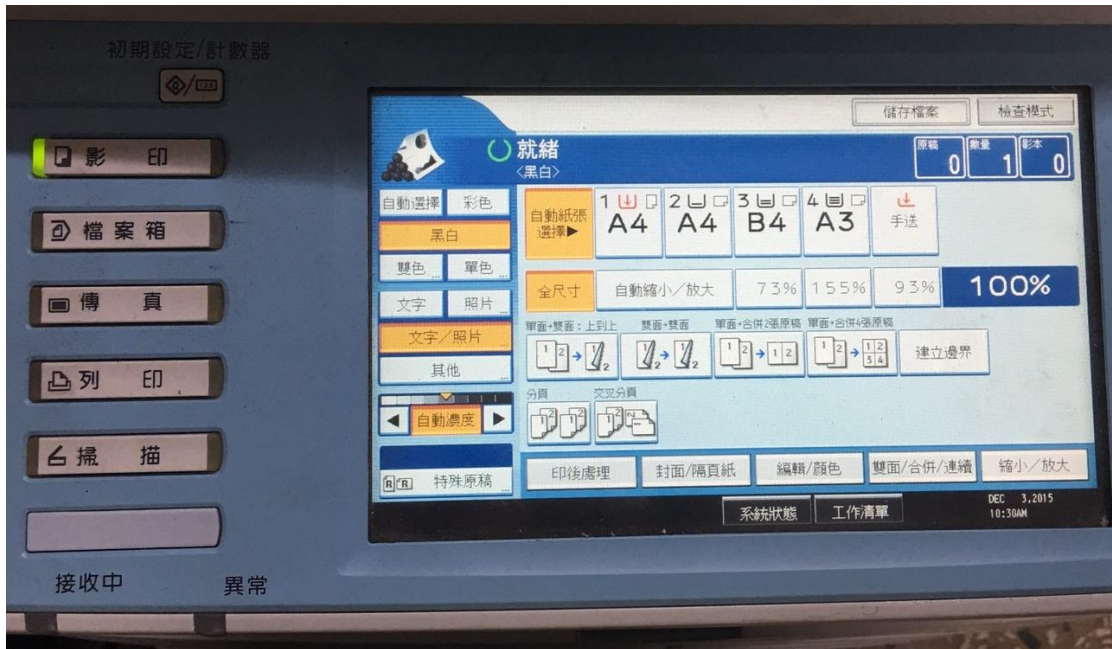 初期設定/計數器
影印
檔案箱
傳真
列印
掃描
接收中 異常
儲存檔案 檢查模式
就緒
<黑白>
原稿 0 數量 1 影本 0
自動選擇 彩色
黑白
雙色 單色
文字 照片
文字/照片
其他
自動濃度
特殊原稿
自動紙張選擇▶
1 A4
2 A4
3 B4
4 A3
手送
全尺寸 自動縮小/放大 73% 155% 93% 100%
單面→雙面:上到上 雙面→雙面 單面→合併2張原稿 單面→合併4張原稿
建立邊界
分頁 交叉分頁
印後處理 封面/隔頁紙 編輯/顏色 雙面/合併/連續 縮小/放大
系統狀態 工作清單
DEC 3,2015
10:30AM